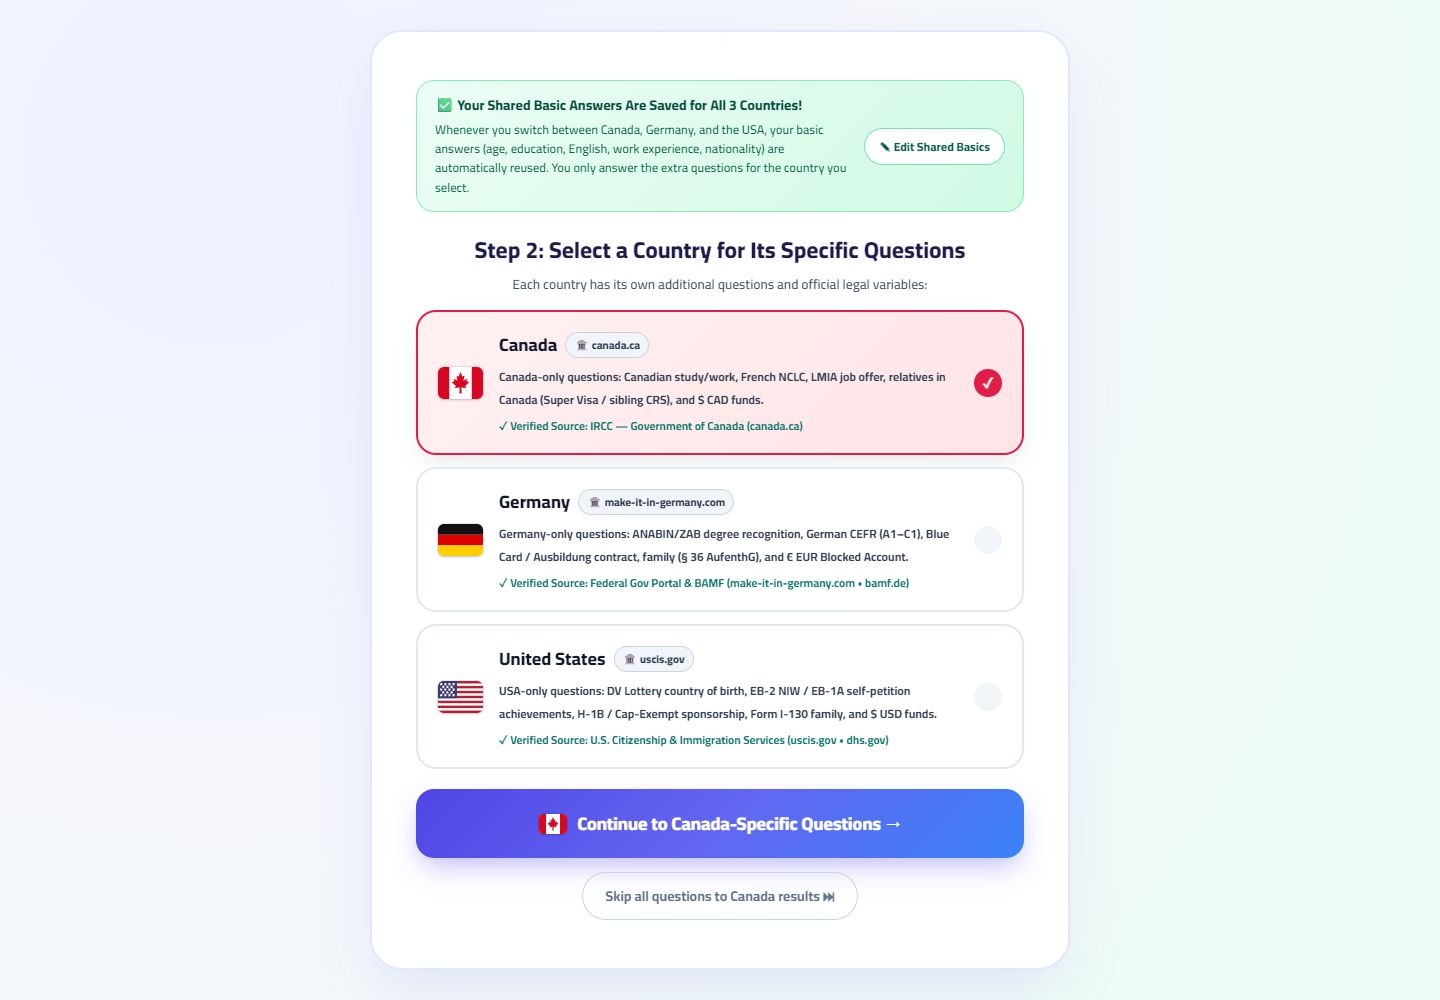 ✅ Your Shared Basic Answers Are Saved for All 3 Countries!
Whenever you switch between Canada, Germany, and the USA, your basic
answers (age, education, English, work experience, nationality) are
automatically reused. You only answer the extra questions for the country you
select.
✏ Edit Shared Basics
Step 2: Select a Country for Its Specific Questions
Each country has its own additional questions and official legal variables:
Canada
🏛 canada.ca
Canada-only questions: Canadian study/work, French NCLC, LMIA job offer, relatives in
Canada (Super Visa / sibling CRS), and $ CAD funds.
✓ Verified Source: IRCC — Government of Canada (canada.ca)
✓
Germany
🏛 make-it-in-germany.com
Germany-only questions: ANABIN/ZAB degree recognition, German CEFR (A1–C1), Blue
Card / Ausbildung contract, family (§ 36 AufenthG), and € EUR Blocked Account.
✓ Verified Source: Federal Gov Portal & BAMF (make-it-in-germany.com • bamf.de)
United States
🏛 uscis.gov
USA-only questions: DV Lottery country of birth, EB-2 NIW / EB-1A self-petition
achievements, H-1B / Cap-Exempt sponsorship, Form I-130 family, and $ USD funds.
✓ Verified Source: U.S. Citizenship & Immigration Services (uscis.gov • dhs.gov)
Continue to Canada-Specific Questions →
Skip all questions to Canada results ⏭